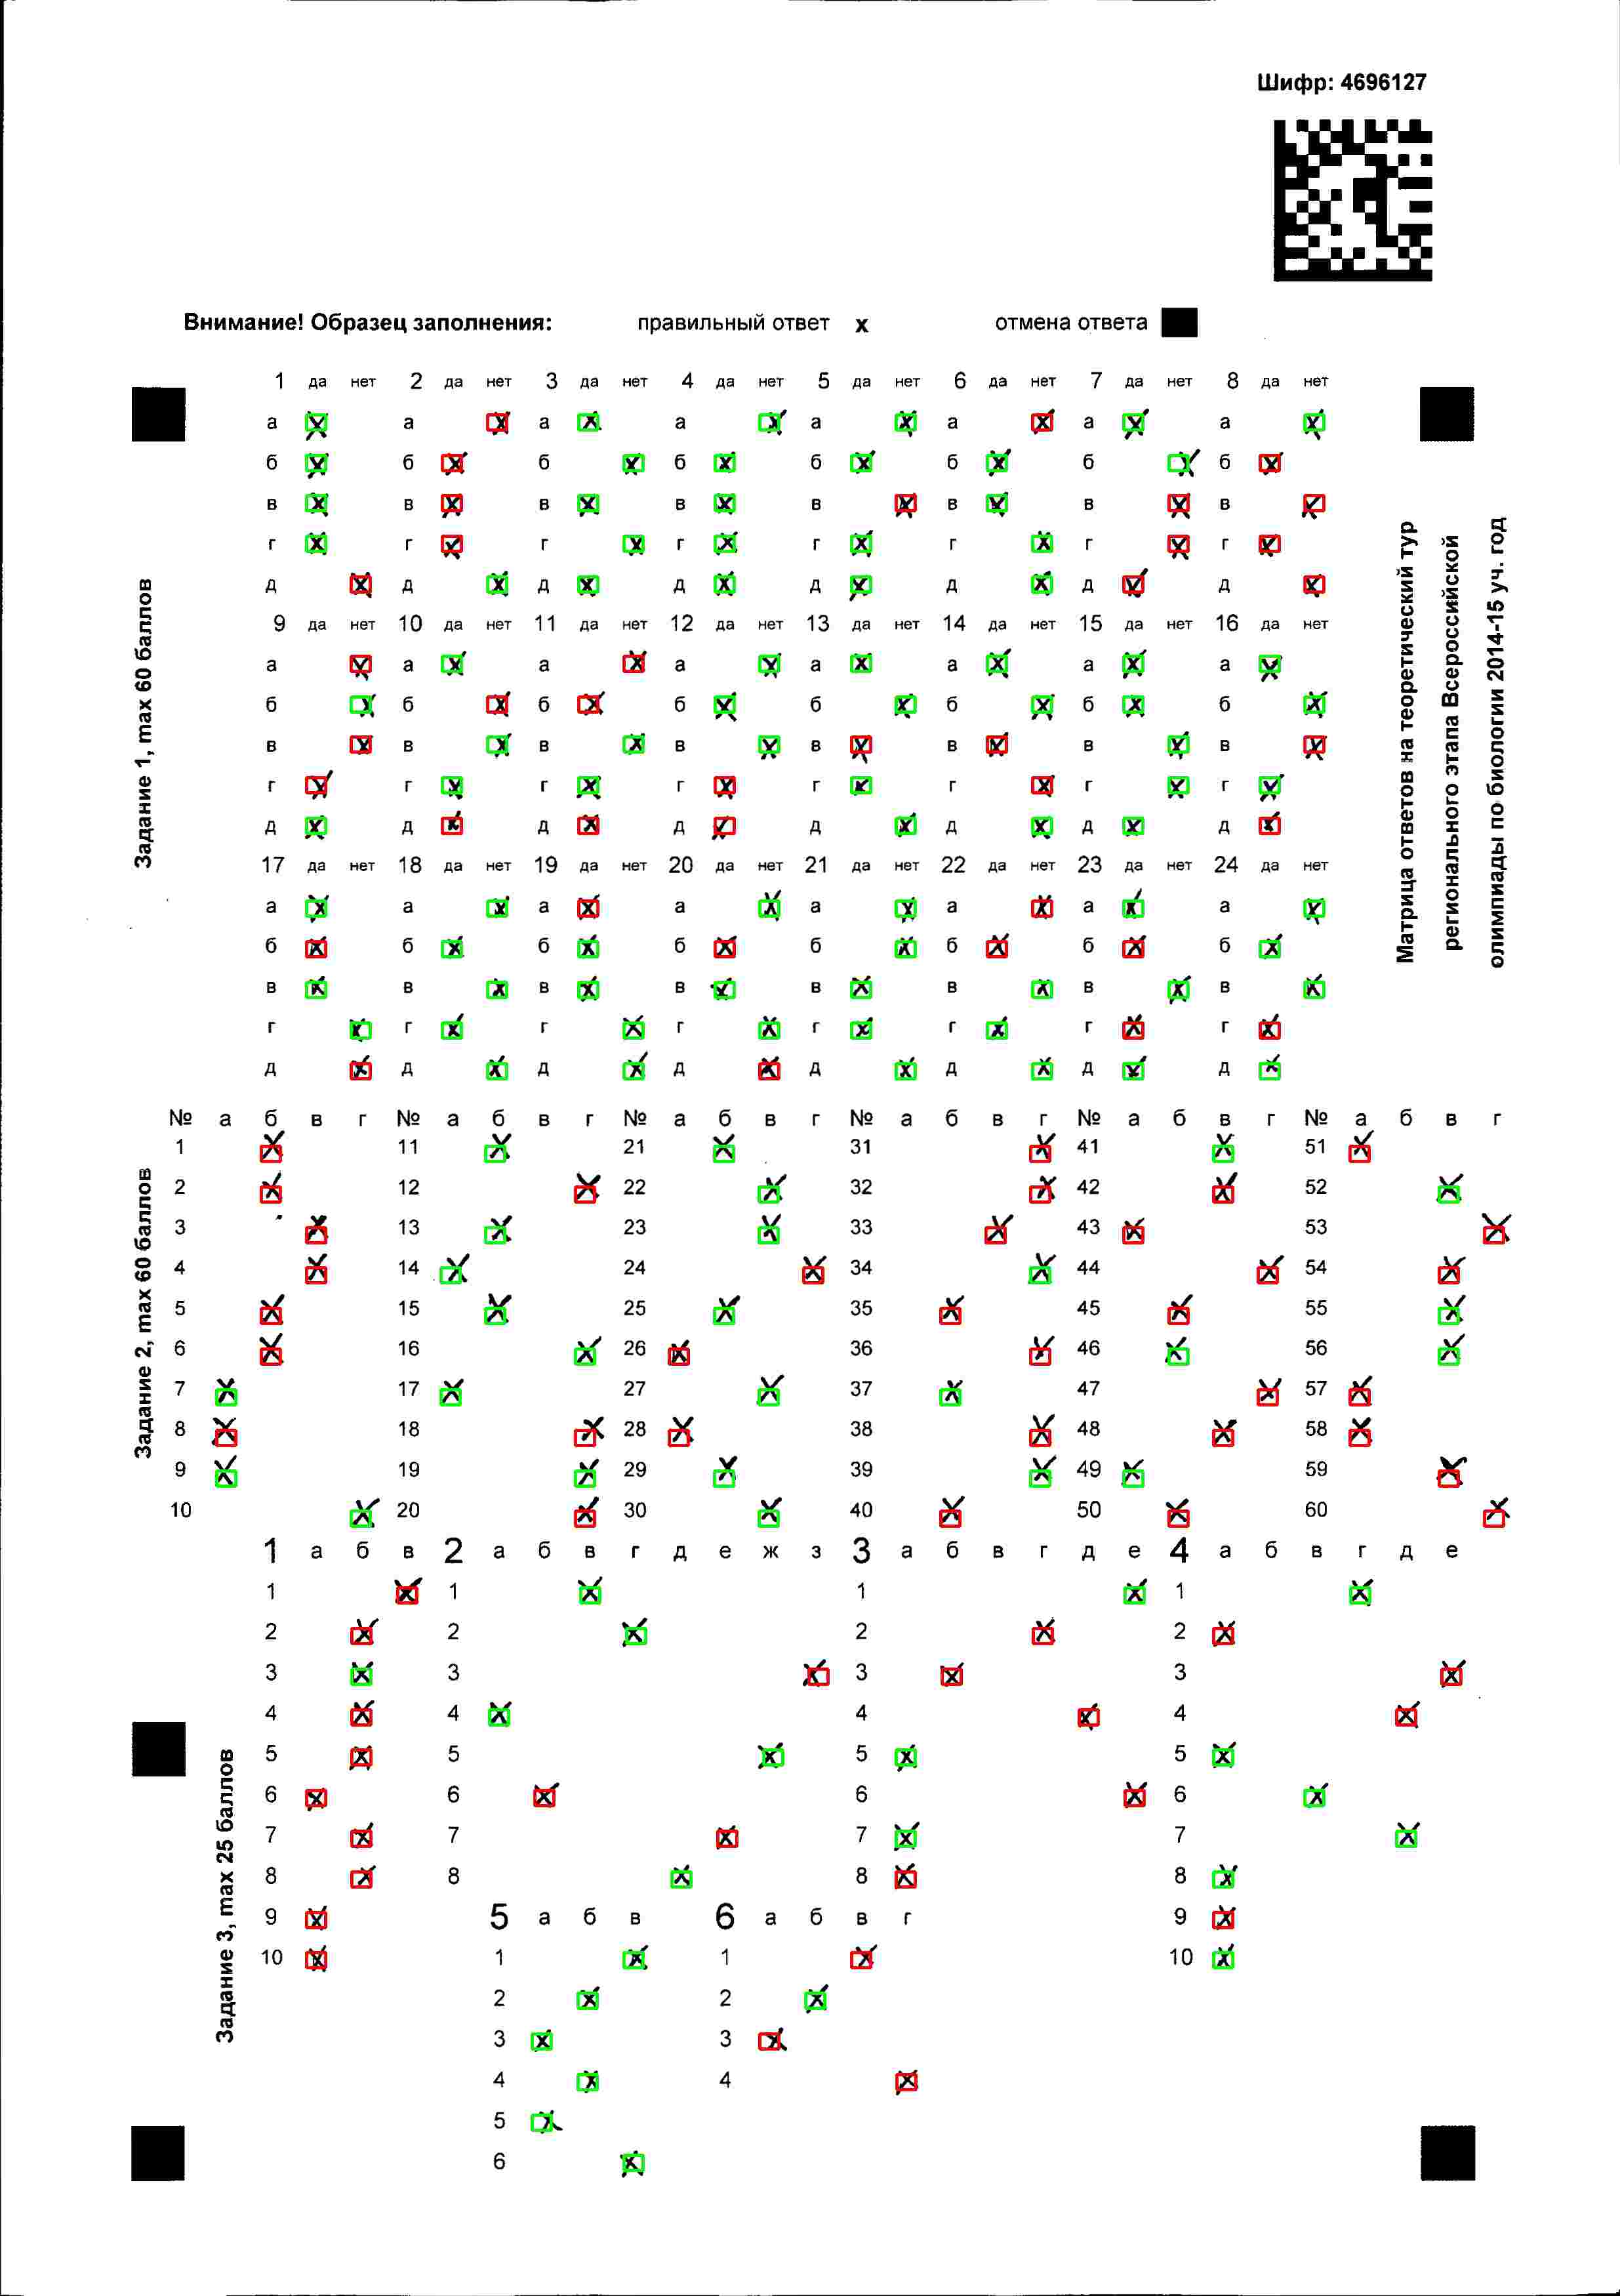 Шифр: 4696127
Внимание! Образец заполнения: правильный ответ x отмена ответа
1 да нет 2 да нет 3 да нет 4 да нет 5 да нет 6 да нет 7 да нет 8 да нет
а а а а а а а а
б б б б б б б б
в в в в в в в в
г г г г г г г г
д д д д д д д д
9 да нет 10 да нет 11 да нет 12 да нет 13 да нет 14 да нет 15 да нет 16 да нет
а а а а а а а а
б б б б б б б б
в в в в в в в в
г г г г г г г г
д д д д д д д д
17 да нет 18 да нет 19 да нет 20 да нет 21 да нет 22 да нет 23 да нет 24 да нет
а а а а а а а а
б б б б б б б б
в в в в в в в в
г г г г г г г г
д д д д д д д д
Задание 1, max 60 баллов
Матрица ответов на теоретический тур
регионального этапа Всероссийской
олимпиады по биологии 2014-15 уч. год
№ а б в г № а б в г № а б в г № а б в г № а б в г № а б в г
1 11 21 31 41 51
2 12 22 32 42 52
3 13 23 33 43 53
4 14 24 34 44 54
5 15 25 35 45 55
6 16 26 36 46 56
7 17 27 37 47 57
8 18 28 38 48 58
9 19 29 39 49 59
10 20 30 40 50 60
Задание 2, max 60 баллов
1 а б в 2 а б в г д е ж з 3 а б в г д е 4 а б в г д е
1 1 1 1
2 2 2 2
3 3 3 3
4 4 4 4
5 5 5 5
6 6 6 6
7 7 7 7
8 8 8 8
9 5 а б в 6 а б в г 9
10 1 1 10
2 2
3 3
4 4
5
6
Задание 3, max 25 баллов